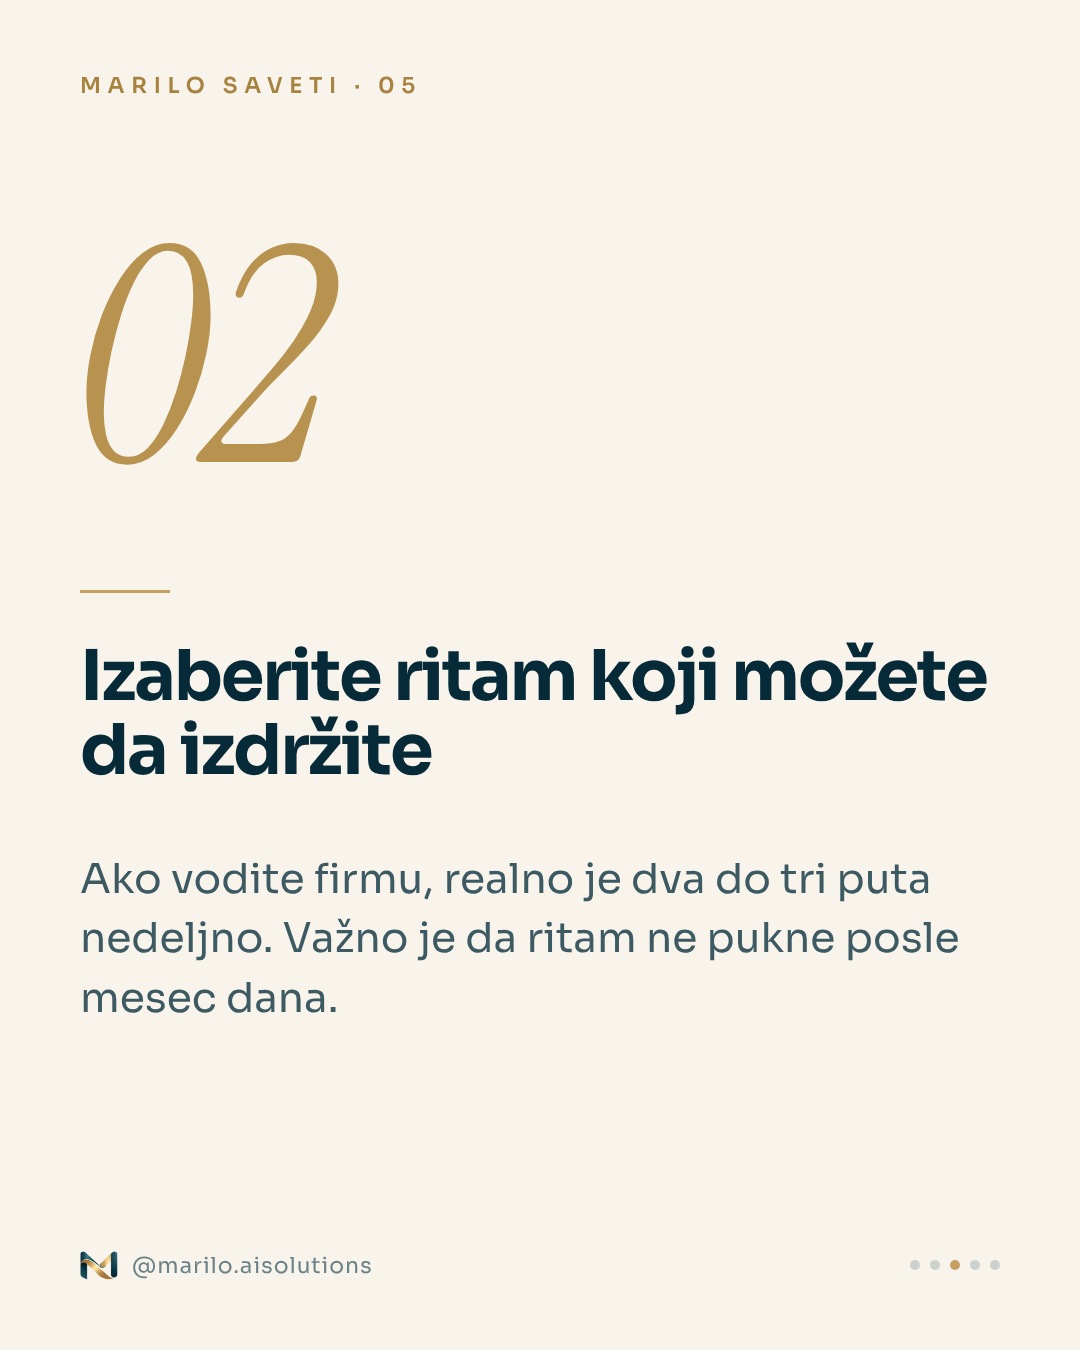 MARILO SAVETI · 05
02
Izaberite ritam koji možete
da izdržite
Ako vodite firmu, realno je dva do tri puta
nedeljno. Važno je da ritam ne pukne posle
mesec dana.
@marilo.aisolutions